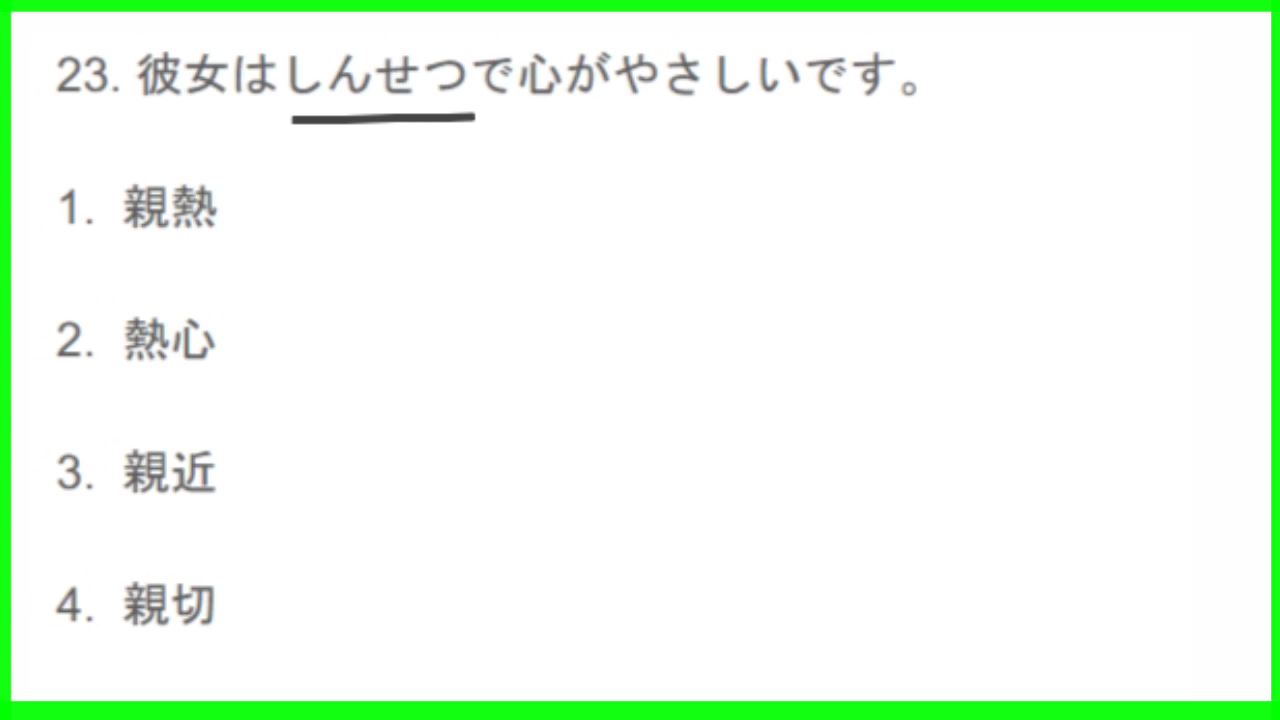 23. 彼女はしんせつで心がやさしいです。
1. 親熱
2. 熱心
3. 親近
4. 親切